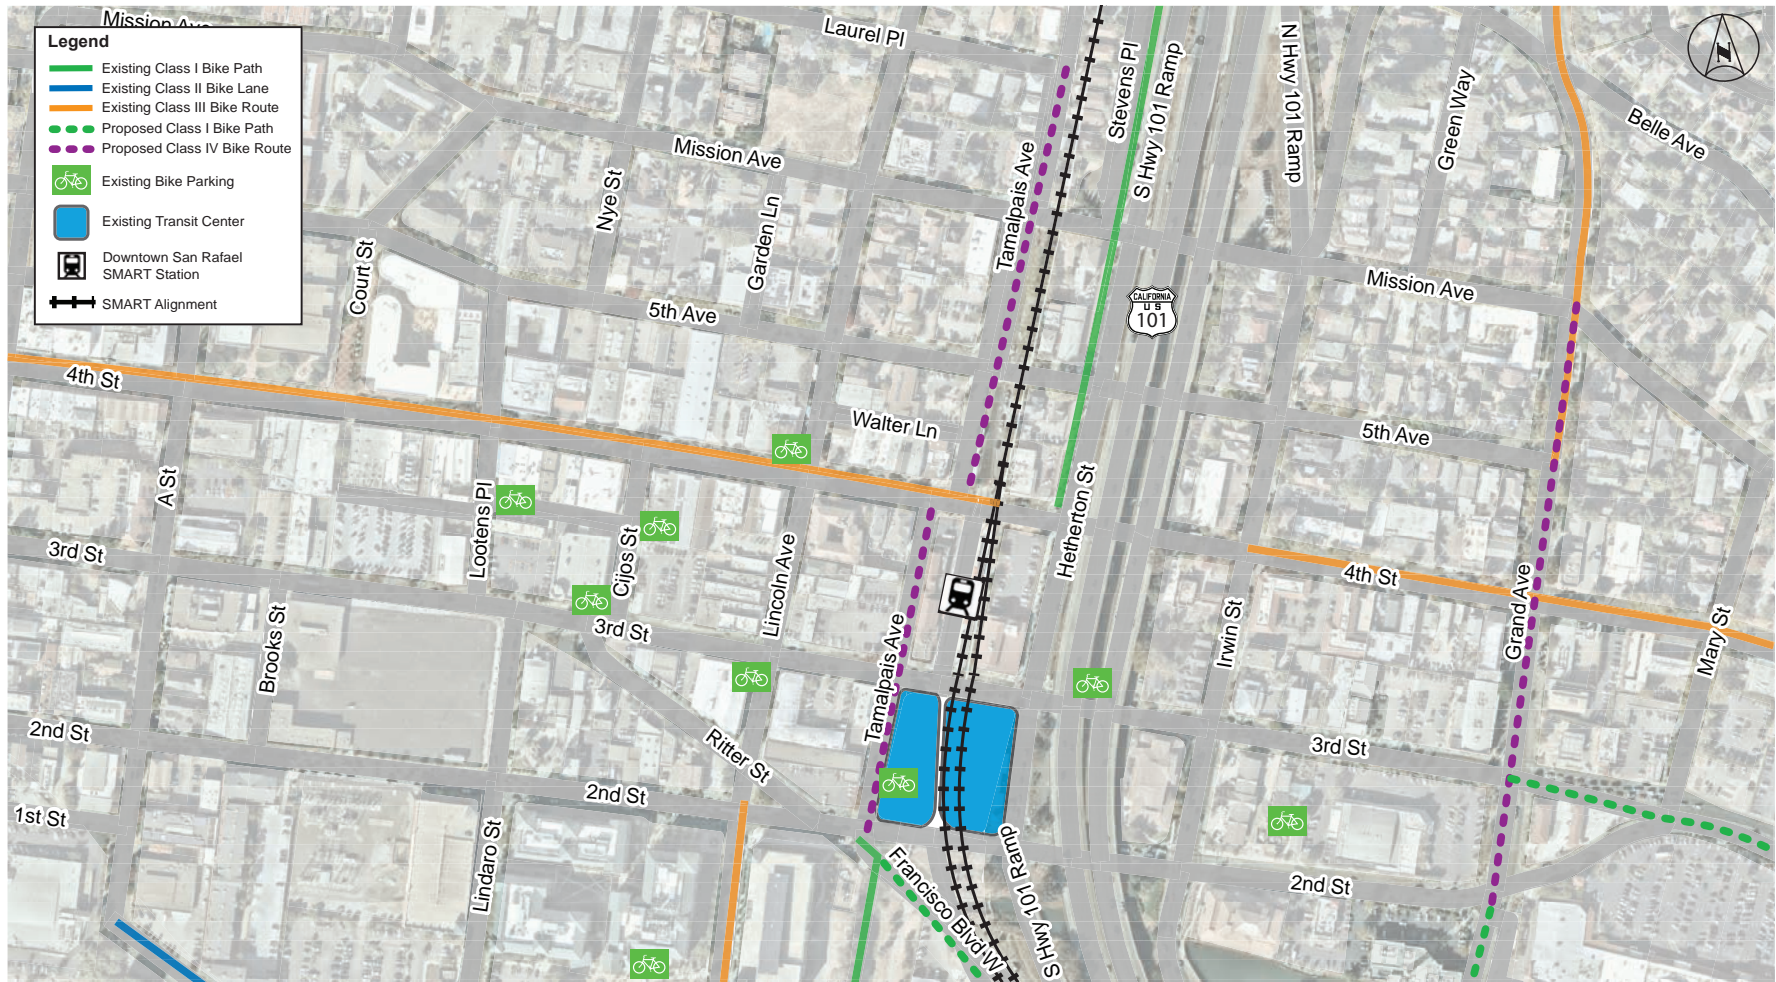 Mission Ave
Legend
Existing Class I Bike Path
Existing Class II Bike Lane
Existing Class III Bike Route
Proposed Class I Bike Path
Proposed Class IV Bike Route
Existing Bike Parking
Existing Transit Center
Downtown San Rafael
SMART Station
SMART Alignment
Laurel Pl
Stevens Pl
S Hwy 101 Ramp
N Hwy 101 Ramp
Green Way
Belle Ave
N
Mission Ave
Nye St
Garden Ln
Court St
Tamalpais Ave
Mission Ave
5th Ave
CALIFORNIA
U S
101
4th St
Walter Ln
5th Ave
A St
Lootens Pl
Cijos St
Lincoln Ave
Hetherton St
3rd St
4th St
Brooks St
3rd St
Tamalpais Ave
Irwin St
Grand Ave
Mary St
2nd St
Ritter St
3rd St
2nd St
1st St
Lindaro St
Francisco Blvd W
S Hwy 101 Ramp
2nd St